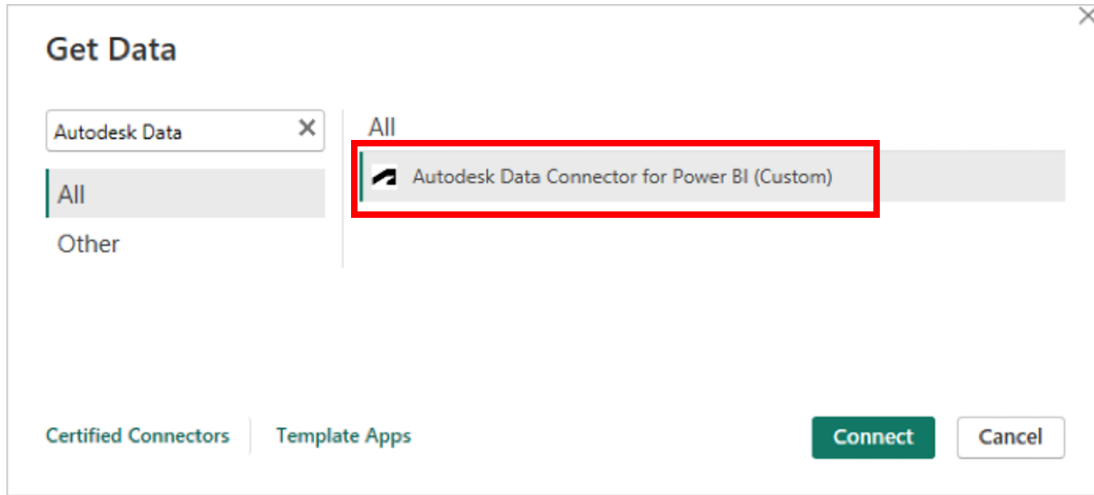 Get Data
Autodesk Data
All
Other
All
Autodesk Data Connector for Power BI (Custom)
Certified Connectors
Template Apps
Connect
Cancel